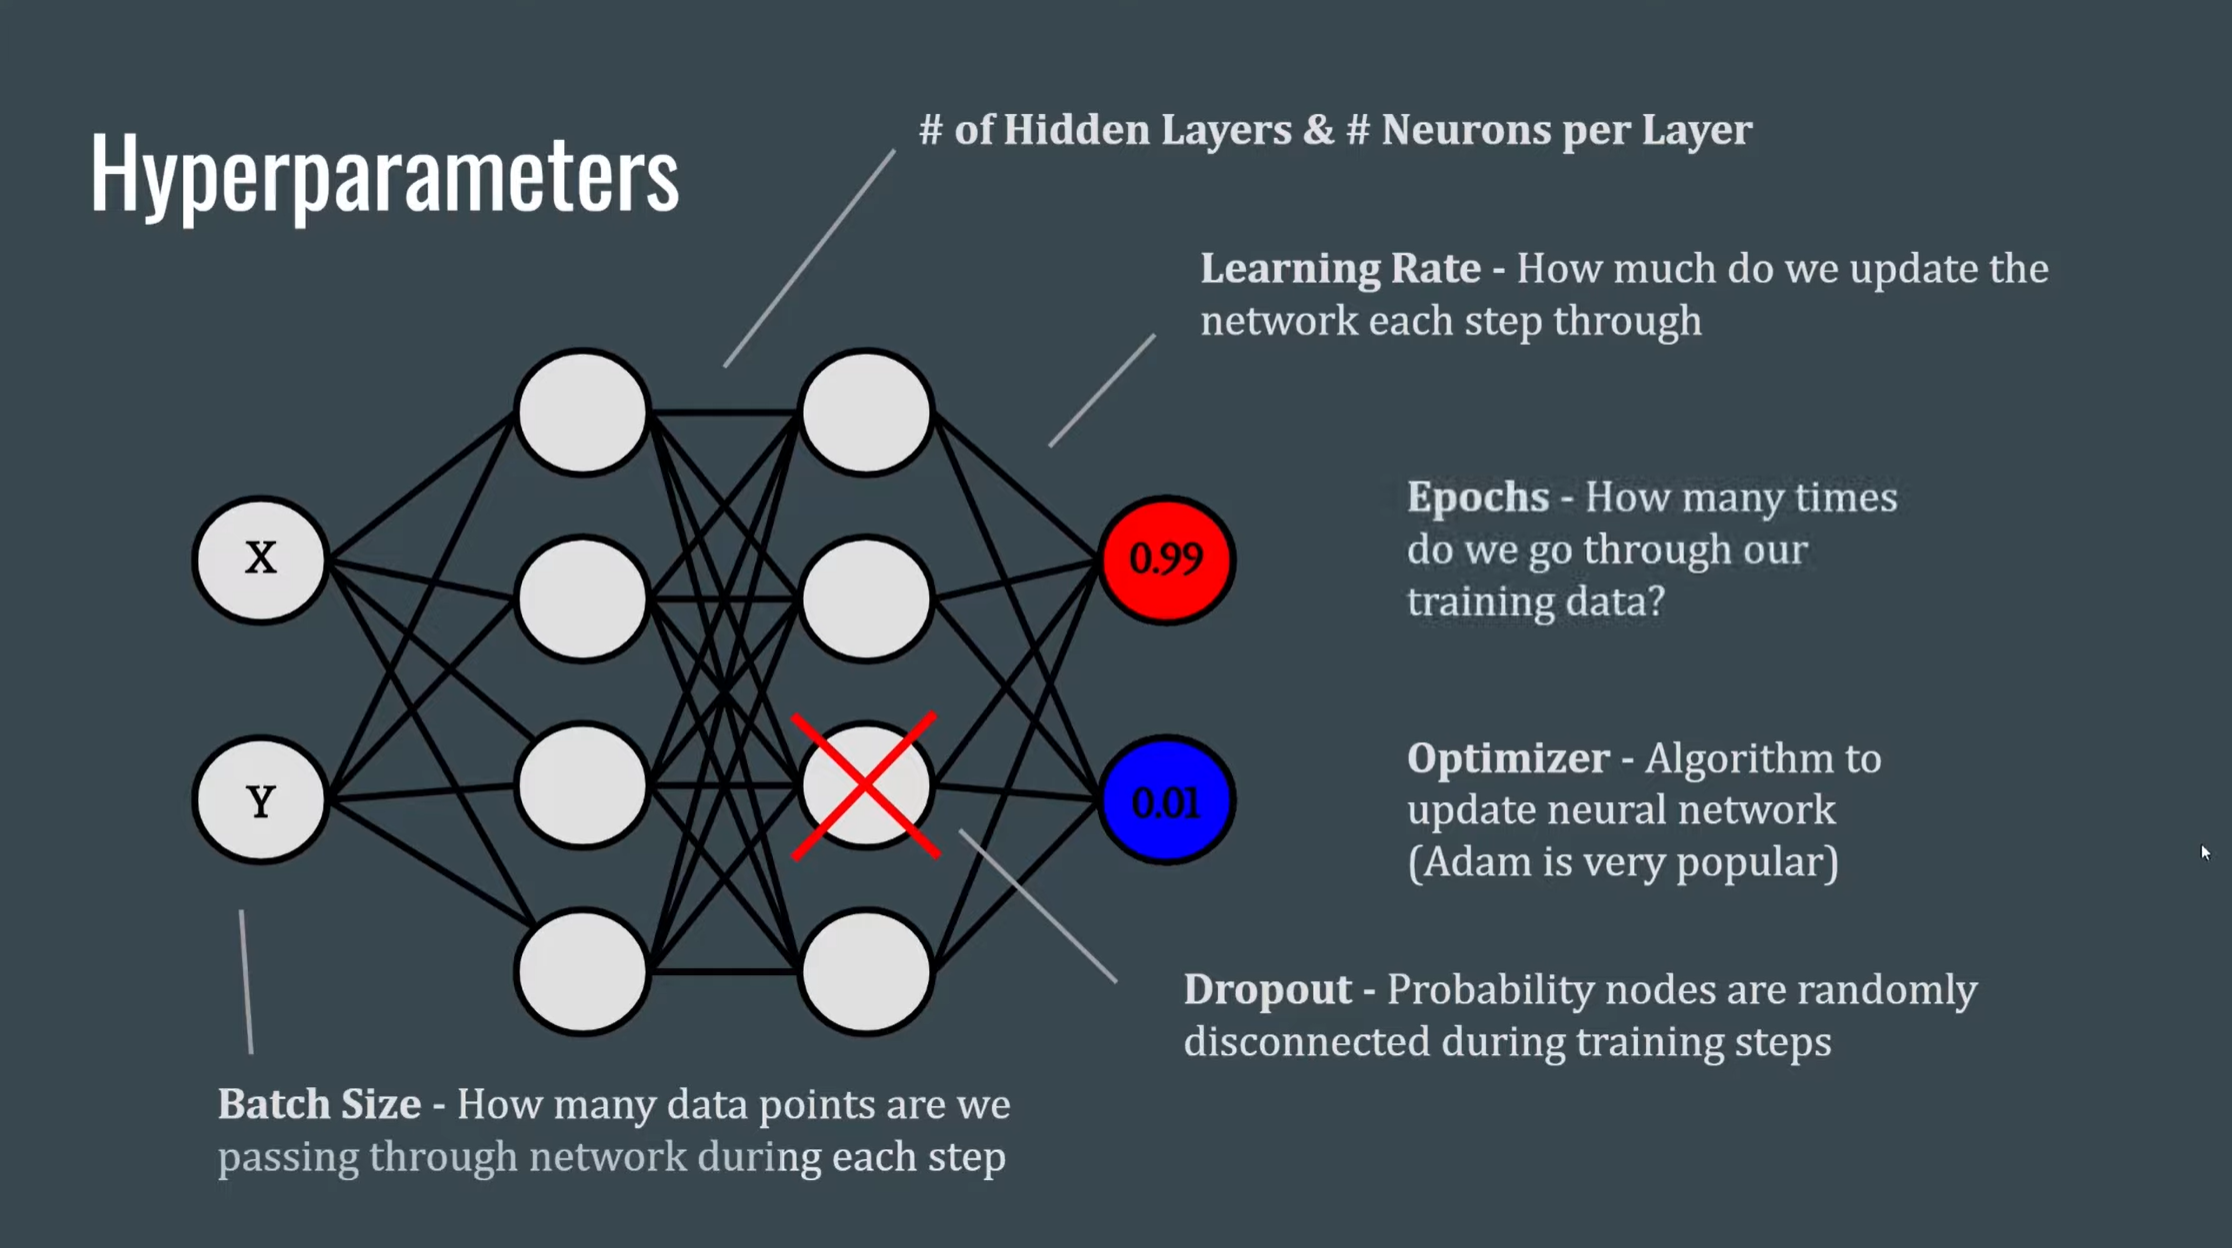 Hyperparameters
# of Hidden Layers & # Neurons per Layer
Learning Rate - How much do we update the
network each step through
X
Y
0.99
0.01
Epochs - How many times
do we go through our
training data?
Optimizer - Algorithm to
update neural network
(Adam is very popular)
Dropout - Probability nodes are randomly
disconnected during training steps
Batch Size - How many data points are we
passing through network during each step